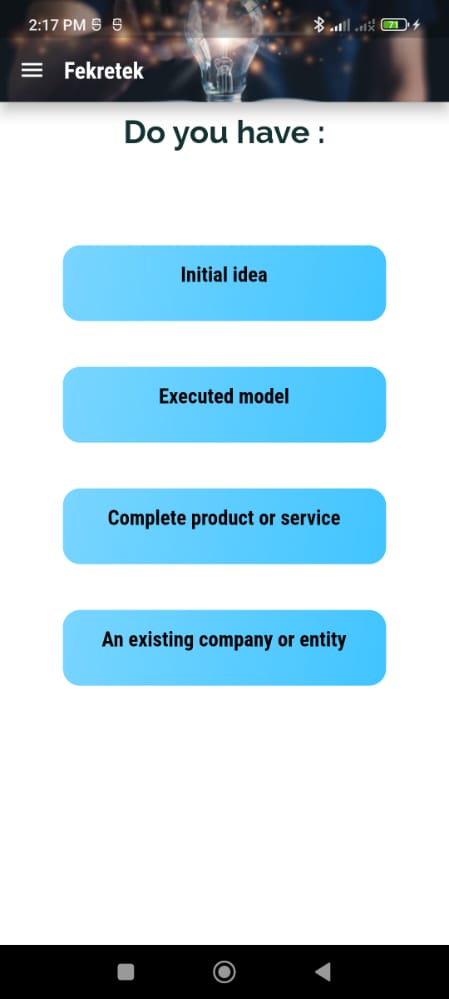 2:17 PM
71
Fekretek
Do you have :
Initial idea
Executed model
Complete product or service
An existing company or entity